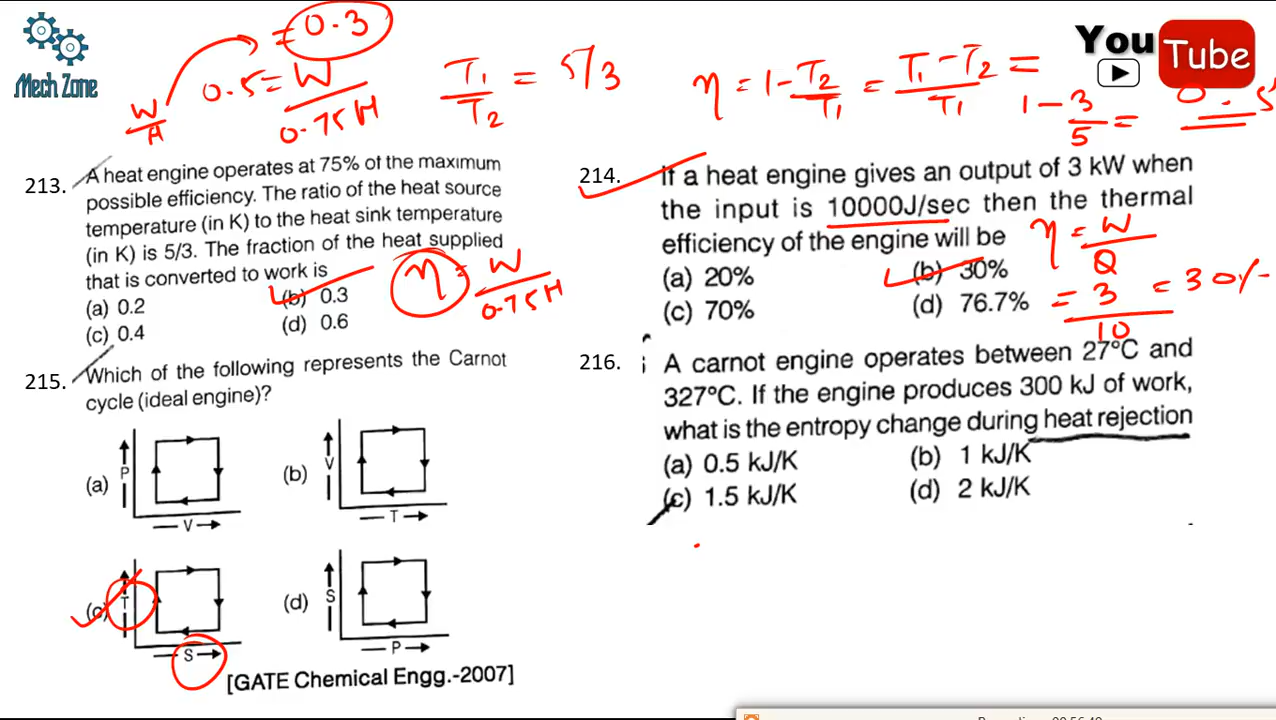 = 0.3
0.5 = W / 0.75H
W/A
T1/T2 = 5/3
η = 1 - T2/T1 = (T1 - T2)/T1 =
1 - 3/5 =
You Tube
Mech Zone
213. A heat engine operates at 75% of the maximum
possible efficiency. The ratio of the heat source
temperature (in K) to the heat sink temperature
(in K) is 5/3. The fraction of the heat supplied
that is converted to work is
(a) 0.2 (b) 0.3
(c) 0.4 (d) 0.6
η = W / 0.75H
215. Which of the following represents the Carnot
cycle (ideal engine)?
(a) P V
(b) V T
(c) T S
(d) S P
[GATE Chemical Engg.-2007]
214. If a heat engine gives an output of 3 kW when
the input is 10000J/sec then the thermal
efficiency of the engine will be
(a) 20% (b) 30%
(c) 70% (d) 76.7%
η = W/Q
= 3/10 = 30%
216. A carnot engine operates between 27°C and
327°C. If the engine produces 300 kJ of work,
what is the entropy change during heat rejection
(a) 0.5 kJ/K (b) 1 kJ/K
(c) 1.5 kJ/K (d) 2 kJ/K